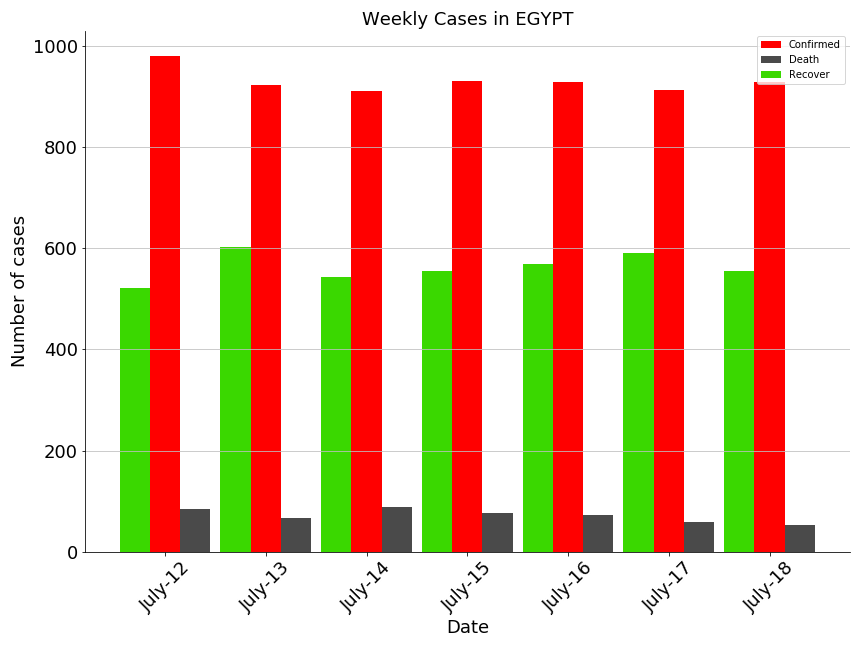 Weekly Cases in EGYPT
Confirmed
Death
Recover
1000
800
600
400
200
0
Number of cases
July-12
July-13
July-14
July-15
July-16
July-17
July-18
Date